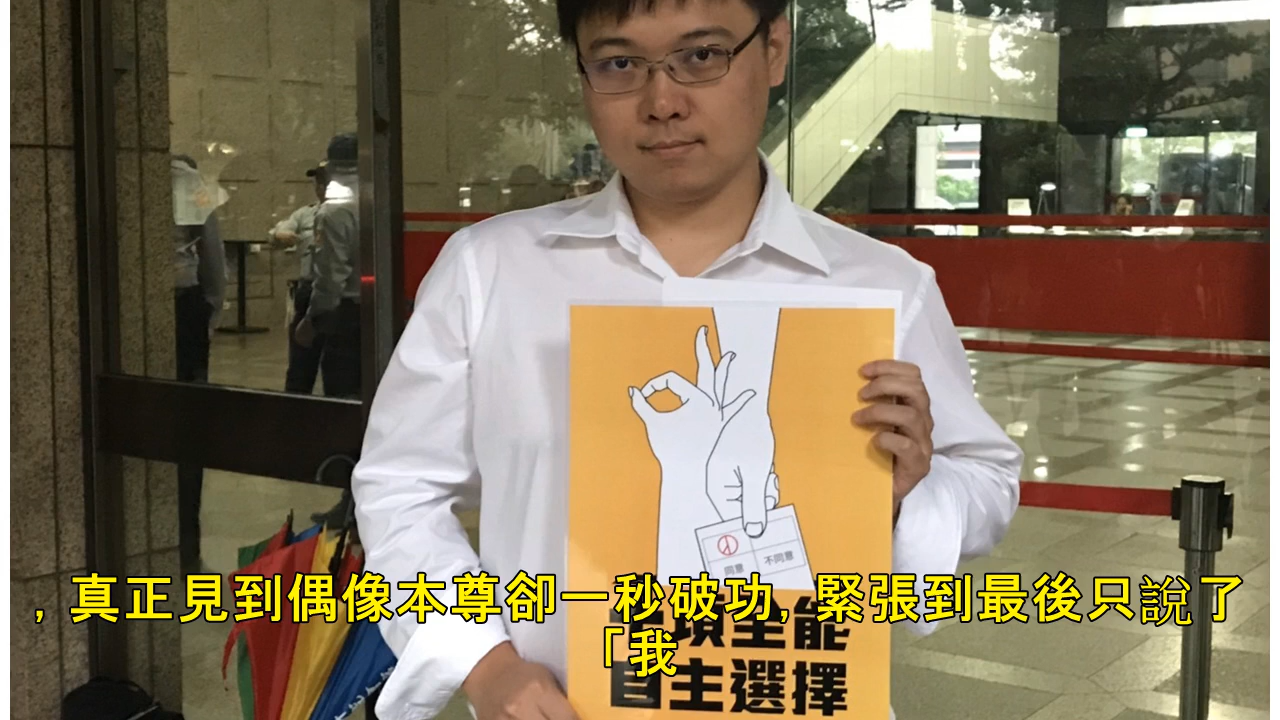 同意
不同意
，真正見到偶像本尊卻一秒破功，緊張到最後只說了
「我
自主選擇